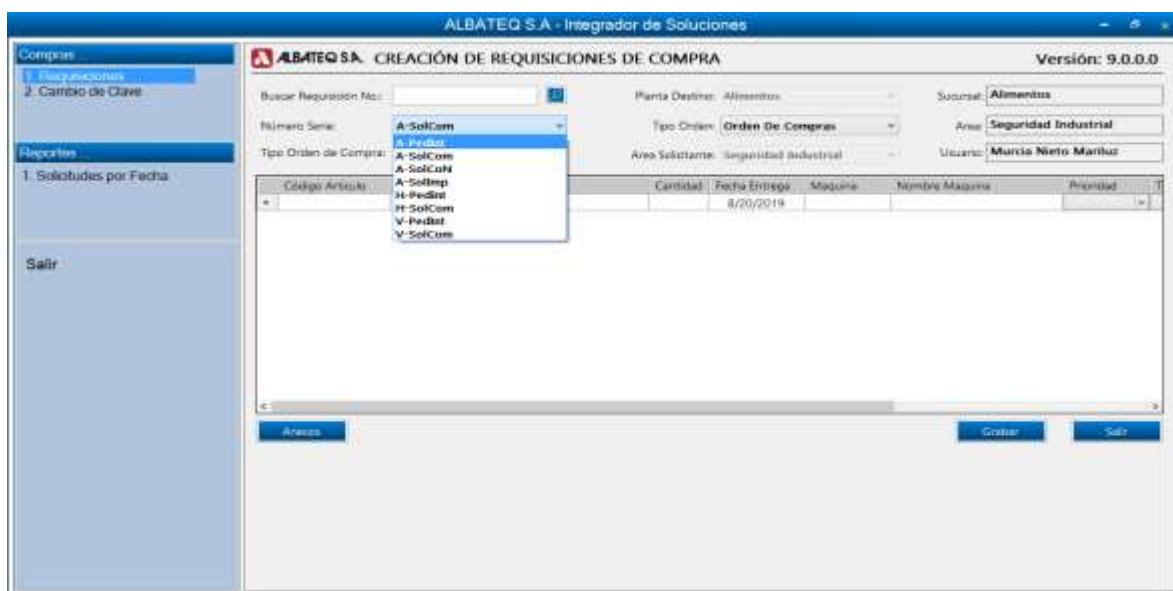 ALBATEQ S.A - Integrador de Soluciones
Compras
1. Requisiciones
2. Cambio de Clave
Reportes
1. Solicitudes por Fecha
Salir
ALBATEQ S.A. CREACIÓN DE REQUISICIONES DE COMPRA
Versión: 9.0.0.0
Buscar Requisición No.:
Planta Destino: Alimentos
Sucursal: Alimentos
Número Serie: A-SolCom
Tipo Orden: Orden De Compras
Area: Seguridad Industrial
Tipo Orden de Compra:
Area Solicitante: Seguridad Industrial
Usuario: Murcia Nieto Mariluz
A-PedInt
A-SolCom
A-SolCoN
A-SolImp
H-PedInt
H-SolCom
V-PedInt
V-SolCom
Código Artículo Cantidad Fecha Entrega Maquina Nombre Maquina Prioridad T
8/20/2019
Anexos
Grabar
Salir